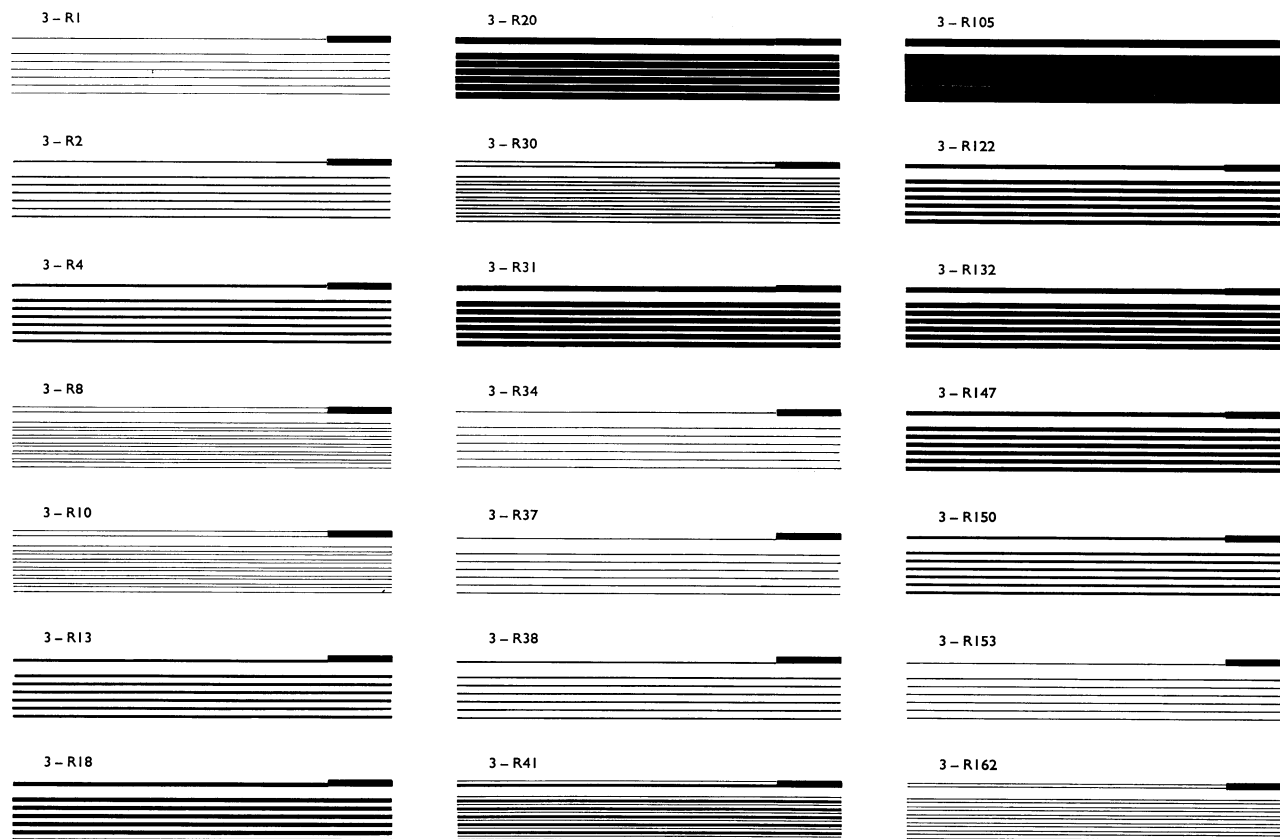 3 – R1
3 – R2
3 – R4
3 – R8
3 – R10
3 – R13
3 – R18
3 – R20
3 – R30
3 – R31
3 – R34
3 – R37
3 – R38
3 – R41
3 – R105
3 – R122
3 – R132
3 – R147
3 – R150
3 – R153
3 – R162